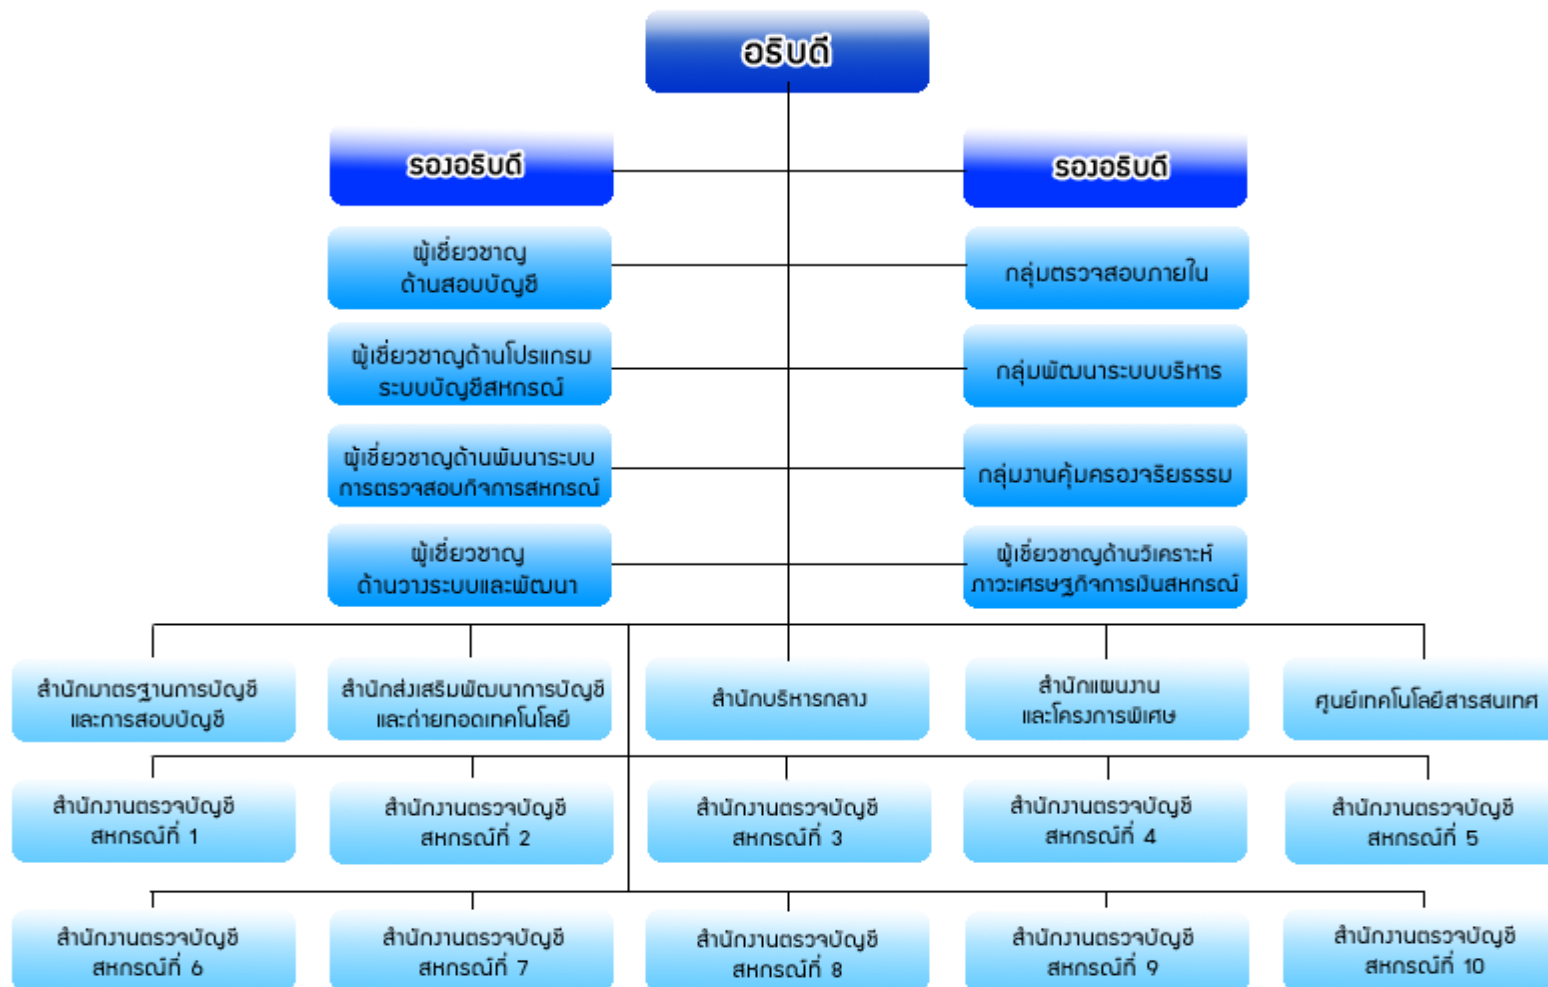 อธิบดี
รองอธิบดี
รองอธิบดี
ผู้เชี่ยวชาญ
ด้านสอบบัญชี
กลุ่มตรวจสอบภายใน
ผู้เชี่ยวชาญด้านโปรแกรม
ระบบบัญชีสหกรณ์
กลุ่มพัฒนาระบบบริหาร
ผู้เชี่ยวชาญด้านพัมนาระบบ
การตรวจสอบกิจการสหกรณ์
กลุ่มงานคุ้มครองจริยธรรม
ผู้เชี่ยวชาญ
ด้านวางระบบและพัฒนา
ผู้เชี่ยวชาญด้านวิเคราะห์
ภาวะเศรษฐกิจการเงินสหกรณ์
สำนักมาตรฐานการบัญชี
และการสอบบัญชี
สำนักส่งเสริมพัฒนาการบัญชี
และถ่ายทอดเทคโนโลยี
สำนักบริหารกลาง
สำนักแผนงาน
และโครงการพิเศษ
ศูนย์เทคโนโลยีสารสนเทศ
สำนักงานตรวจบัญชี
สหกรณ์ที่ 1
สำนักงานตรวจบัญชี
สหกรณ์ที่ 2
สำนักงานตรวจบัญชี
สหกรณ์ที่ 3
สำนักงานตรวจบัญชี
สหกรณ์ที่ 4
สำนักงานตรวจบัญชี
สหกรณ์ที่ 5
สำนักงานตรวจบัญชี
สหกรณ์ที่ 6
สำนักงานตรวจบัญชี
สหกรณ์ที่ 7
สำนักงานตรวจบัญชี
สหกรณ์ที่ 8
สำนักงานตรวจบัญชี
สหกรณ์ที่ 9
สำนักงานตรวจบัญชี
สหกรณ์ที่ 10